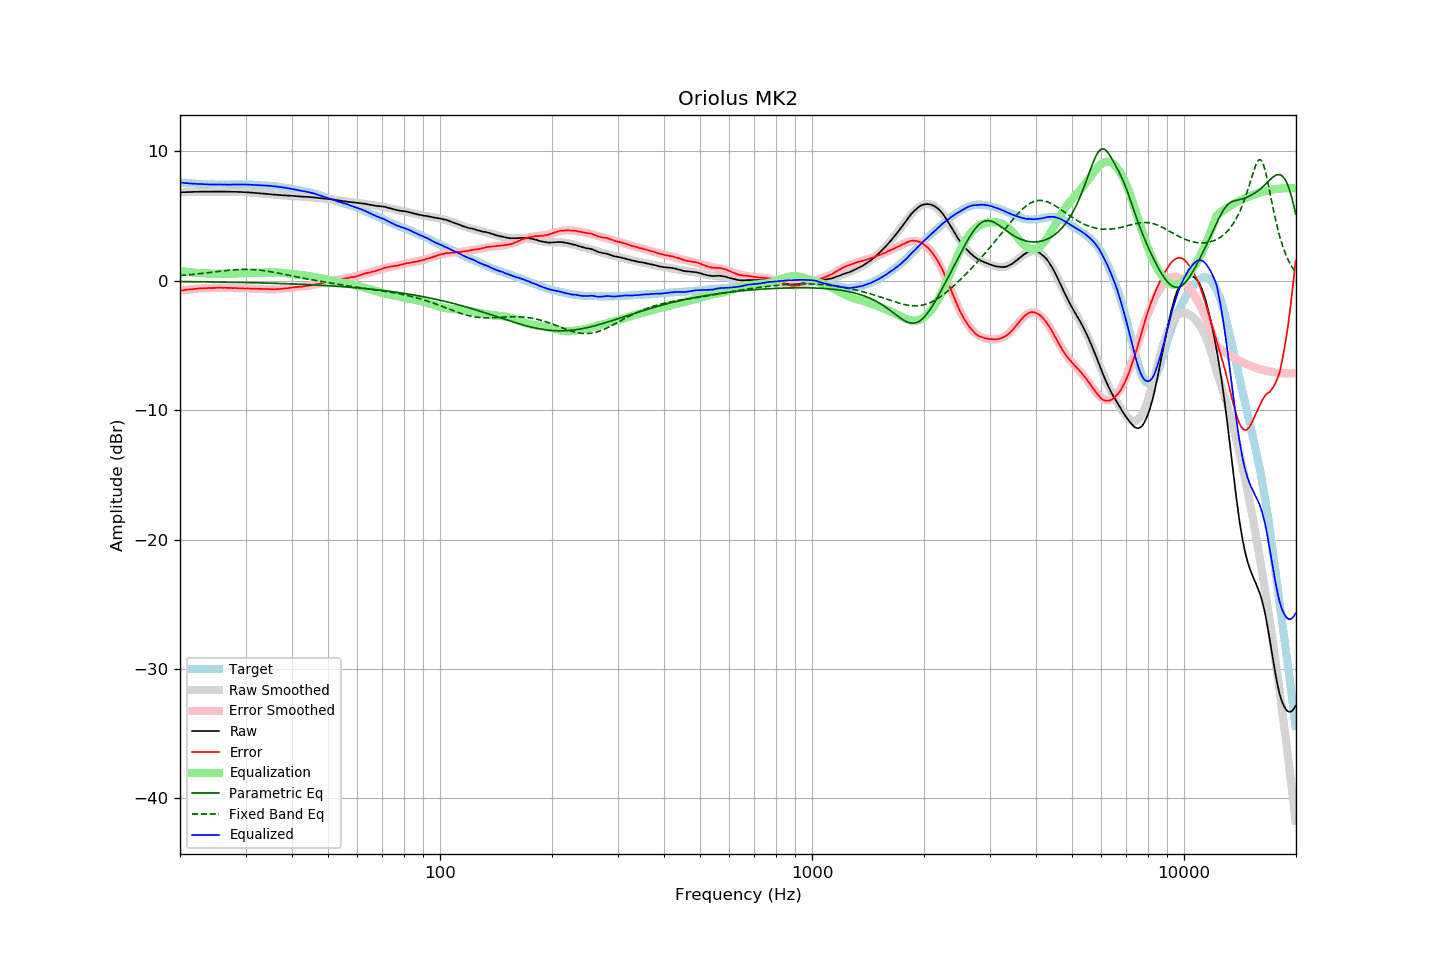 Oriolus MK2
10
0
−10
−20
−30
−40
Amplitude (dBr)
100
1000
10000
Frequency (Hz)
Target
Raw Smoothed
Error Smoothed
Raw
Error
Equalization
Parametric Eq
Fixed Band Eq
Equalized